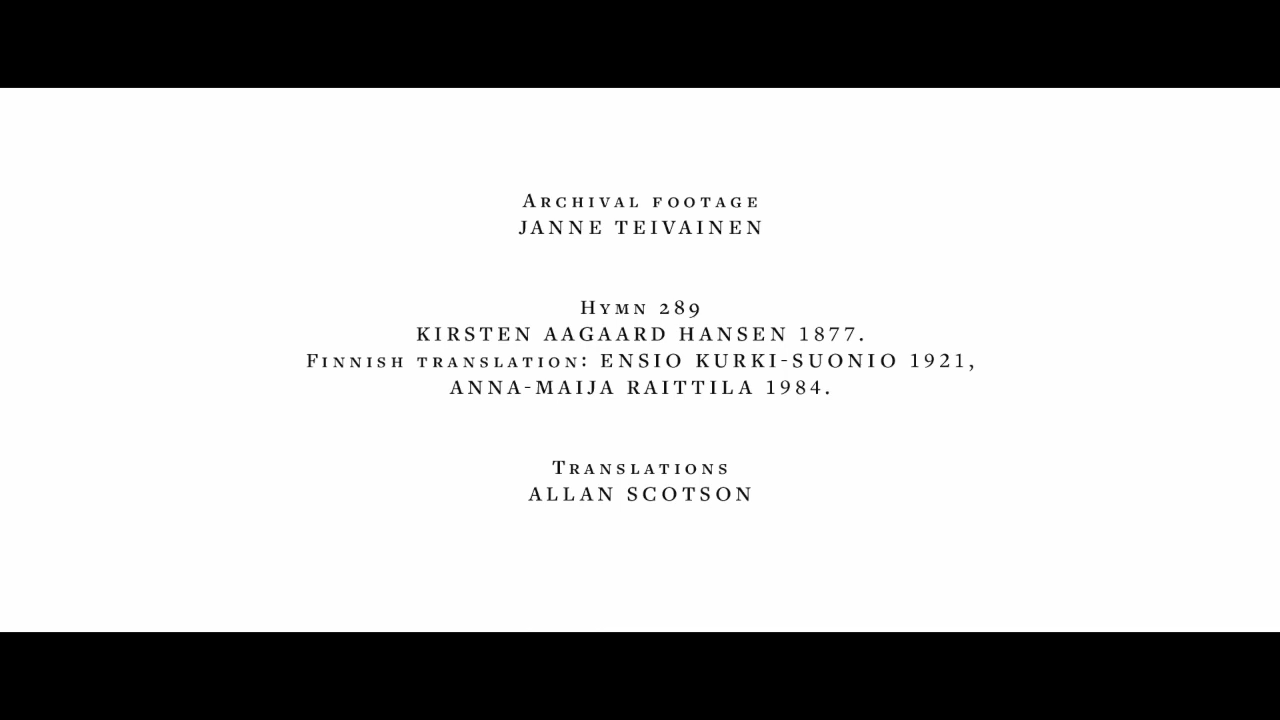 Archival footage
JANNE TEIVAINEN
Hymn 289
KIRSTEN AAGAARD HANSEN 1877.
Finnish translation: ENSIO KURKI-SUONIO 1921,
ANNA-MAIJA RAITTILA 1984.
Translations
ALLAN SCOTSON